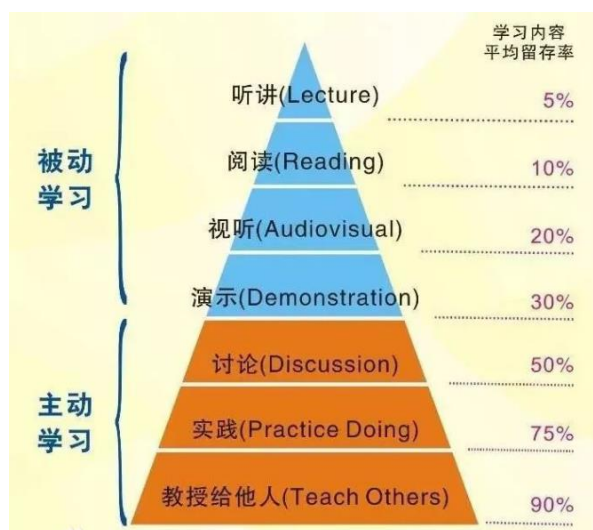 学习内容
平均留存率
听讲(Lecture)
5%
被动
学习
阅读(Reading)
10%
视听(Audiovisual)
20%
演示(Demonstration)
30%
主动
学习
讨论(Discussion)
50%
实践(Practice Doing)
75%
教授给他人(Teach Others)
90%